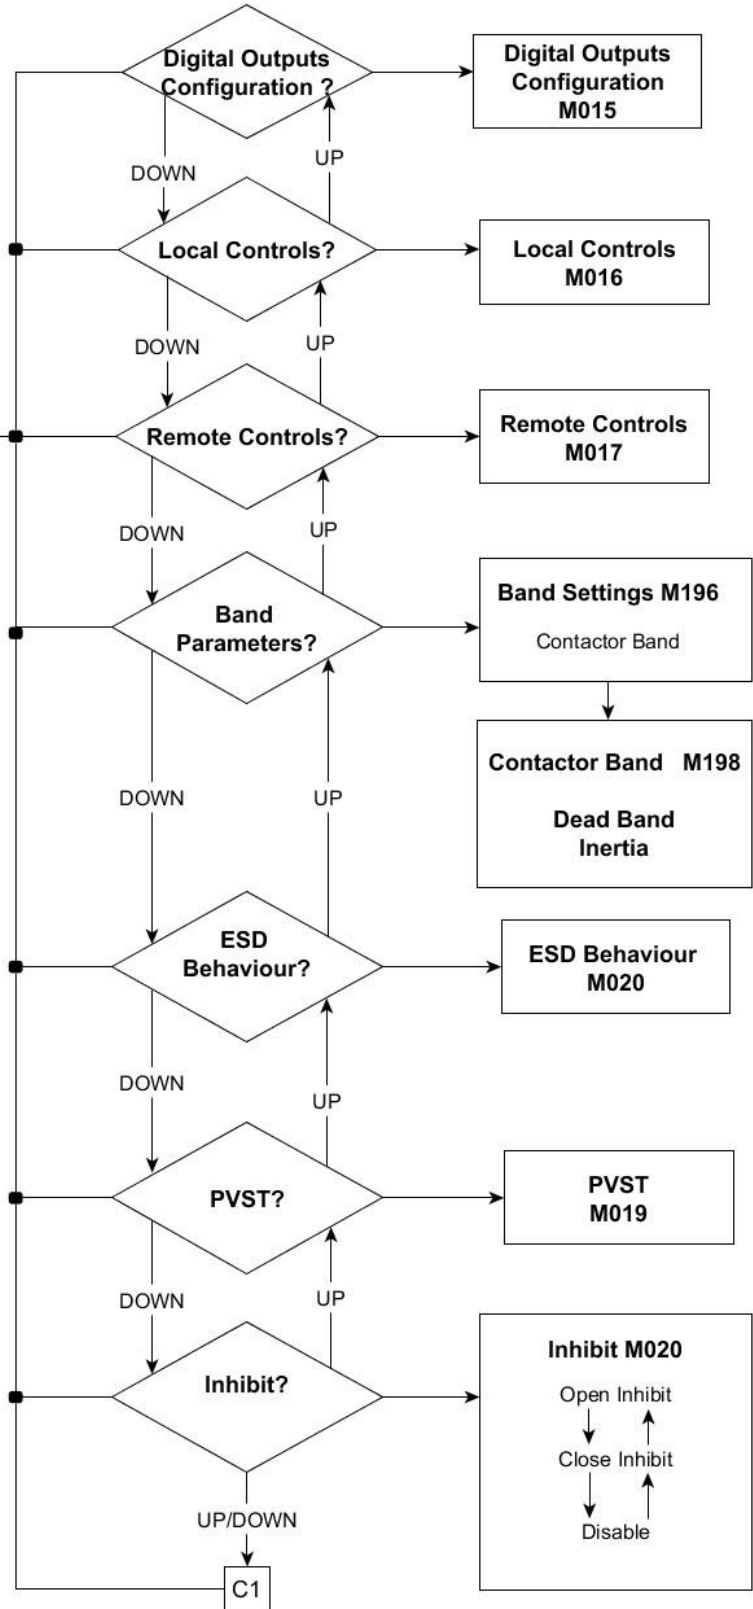 Digital Outputs
Configuration ?
Digital Outputs
Configuration
M015
DOWN
UP
Local Controls?
Local Controls
M016
DOWN
UP
Remote Controls?
Remote Controls
M017
DOWN
UP
Band
Parameters?
Band Settings M196
Contactor Band
Contactor Band M198
Dead Band
Inertia
DOWN
UP
ESD
Behaviour?
ESD Behaviour
M020
DOWN
UP
PVST?
PVST
M019
DOWN
UP
Inhibit?
Inhibit M020
Open Inhibit
Close Inhibit
Disable
UP/DOWN
C1